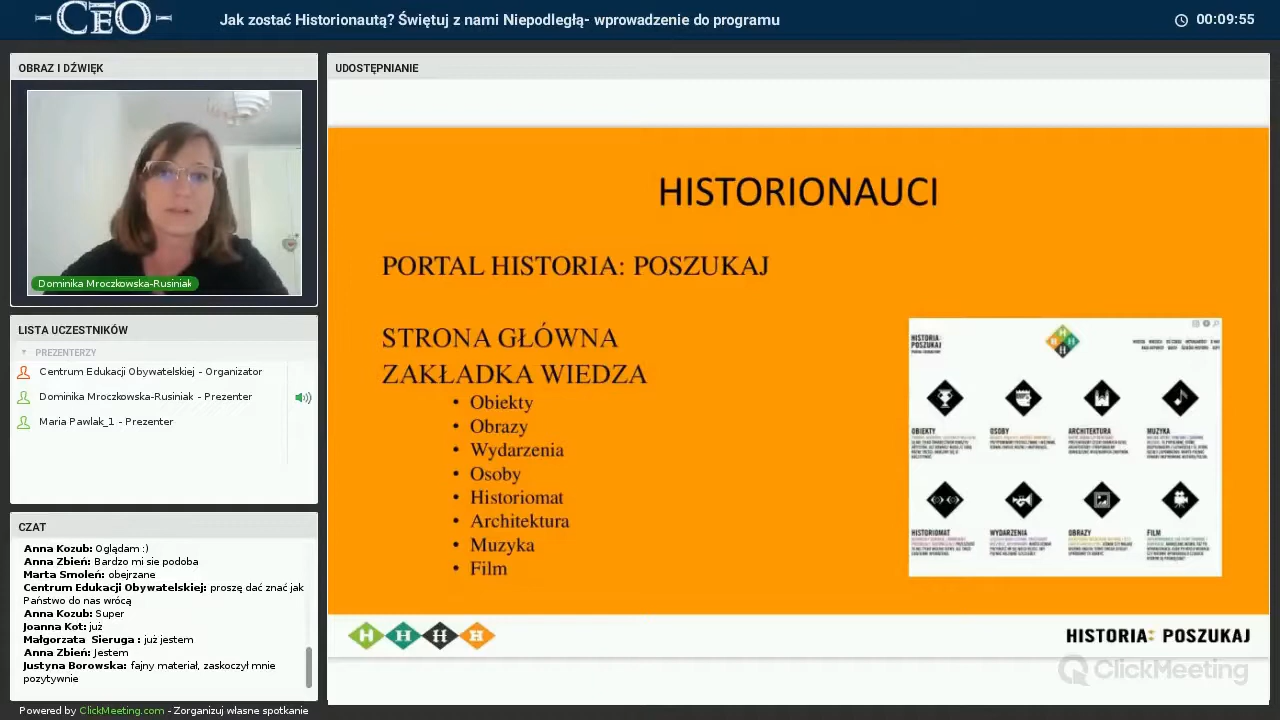 CEO
Jak zostać Historionautą? Świętuj z nami Niepodległą- wprowadzenie do programu
00:09:55
OBRAZ I DŹWIĘK
Dominika Mroczkowska-Rusiniak
LISTA UCZESTNIKÓW
PREZENTERZY
Centrum Edukacji Obywatelskiej - Organizator
Dominika Mroczkowska-Rusiniak - Prezenter
Maria Pawlak_1 - Prezenter
CZAT
Anna Kozub: Oglądam :)
Anna Zbień: Bardzo mi sie podoba
Marta Smoleń: obejrzane
Centrum Edukacji Obywatelskiej: proszę dać znać jak
Państwo do nas wrócą
Anna Kozub: Super
Joanna Kot: już
Małgorzata Sieruga : już jestem
Anna Zbień: Jestem
Justyna Borowska: fajny materiał, zaskoczył mnie
pozytywnie
Powered by ClickMeeting.com - Zorganizuj własne spotkanie
UDOSTĘPNIANIE
HISTORIONAUCI
PORTAL HISTORIA: POSZUKAJ
STRONA GŁÓWNA
ZAKŁADKA WIEDZA
• Obiekty
• Obrazy
• Wydarzenia
• Osoby
• Historiomat
• Architektura
• Muzyka
• Film
HISTORIA:
POSZUKAJ
OBIEKTY
OSOBY
ARCHITEKTURA
MUZYKA
HISTORIOMAT
WYDARZENIA
OBRAZY
FILM
H H H H
HISTORIA: POSZUKAJ
ClickMeeting